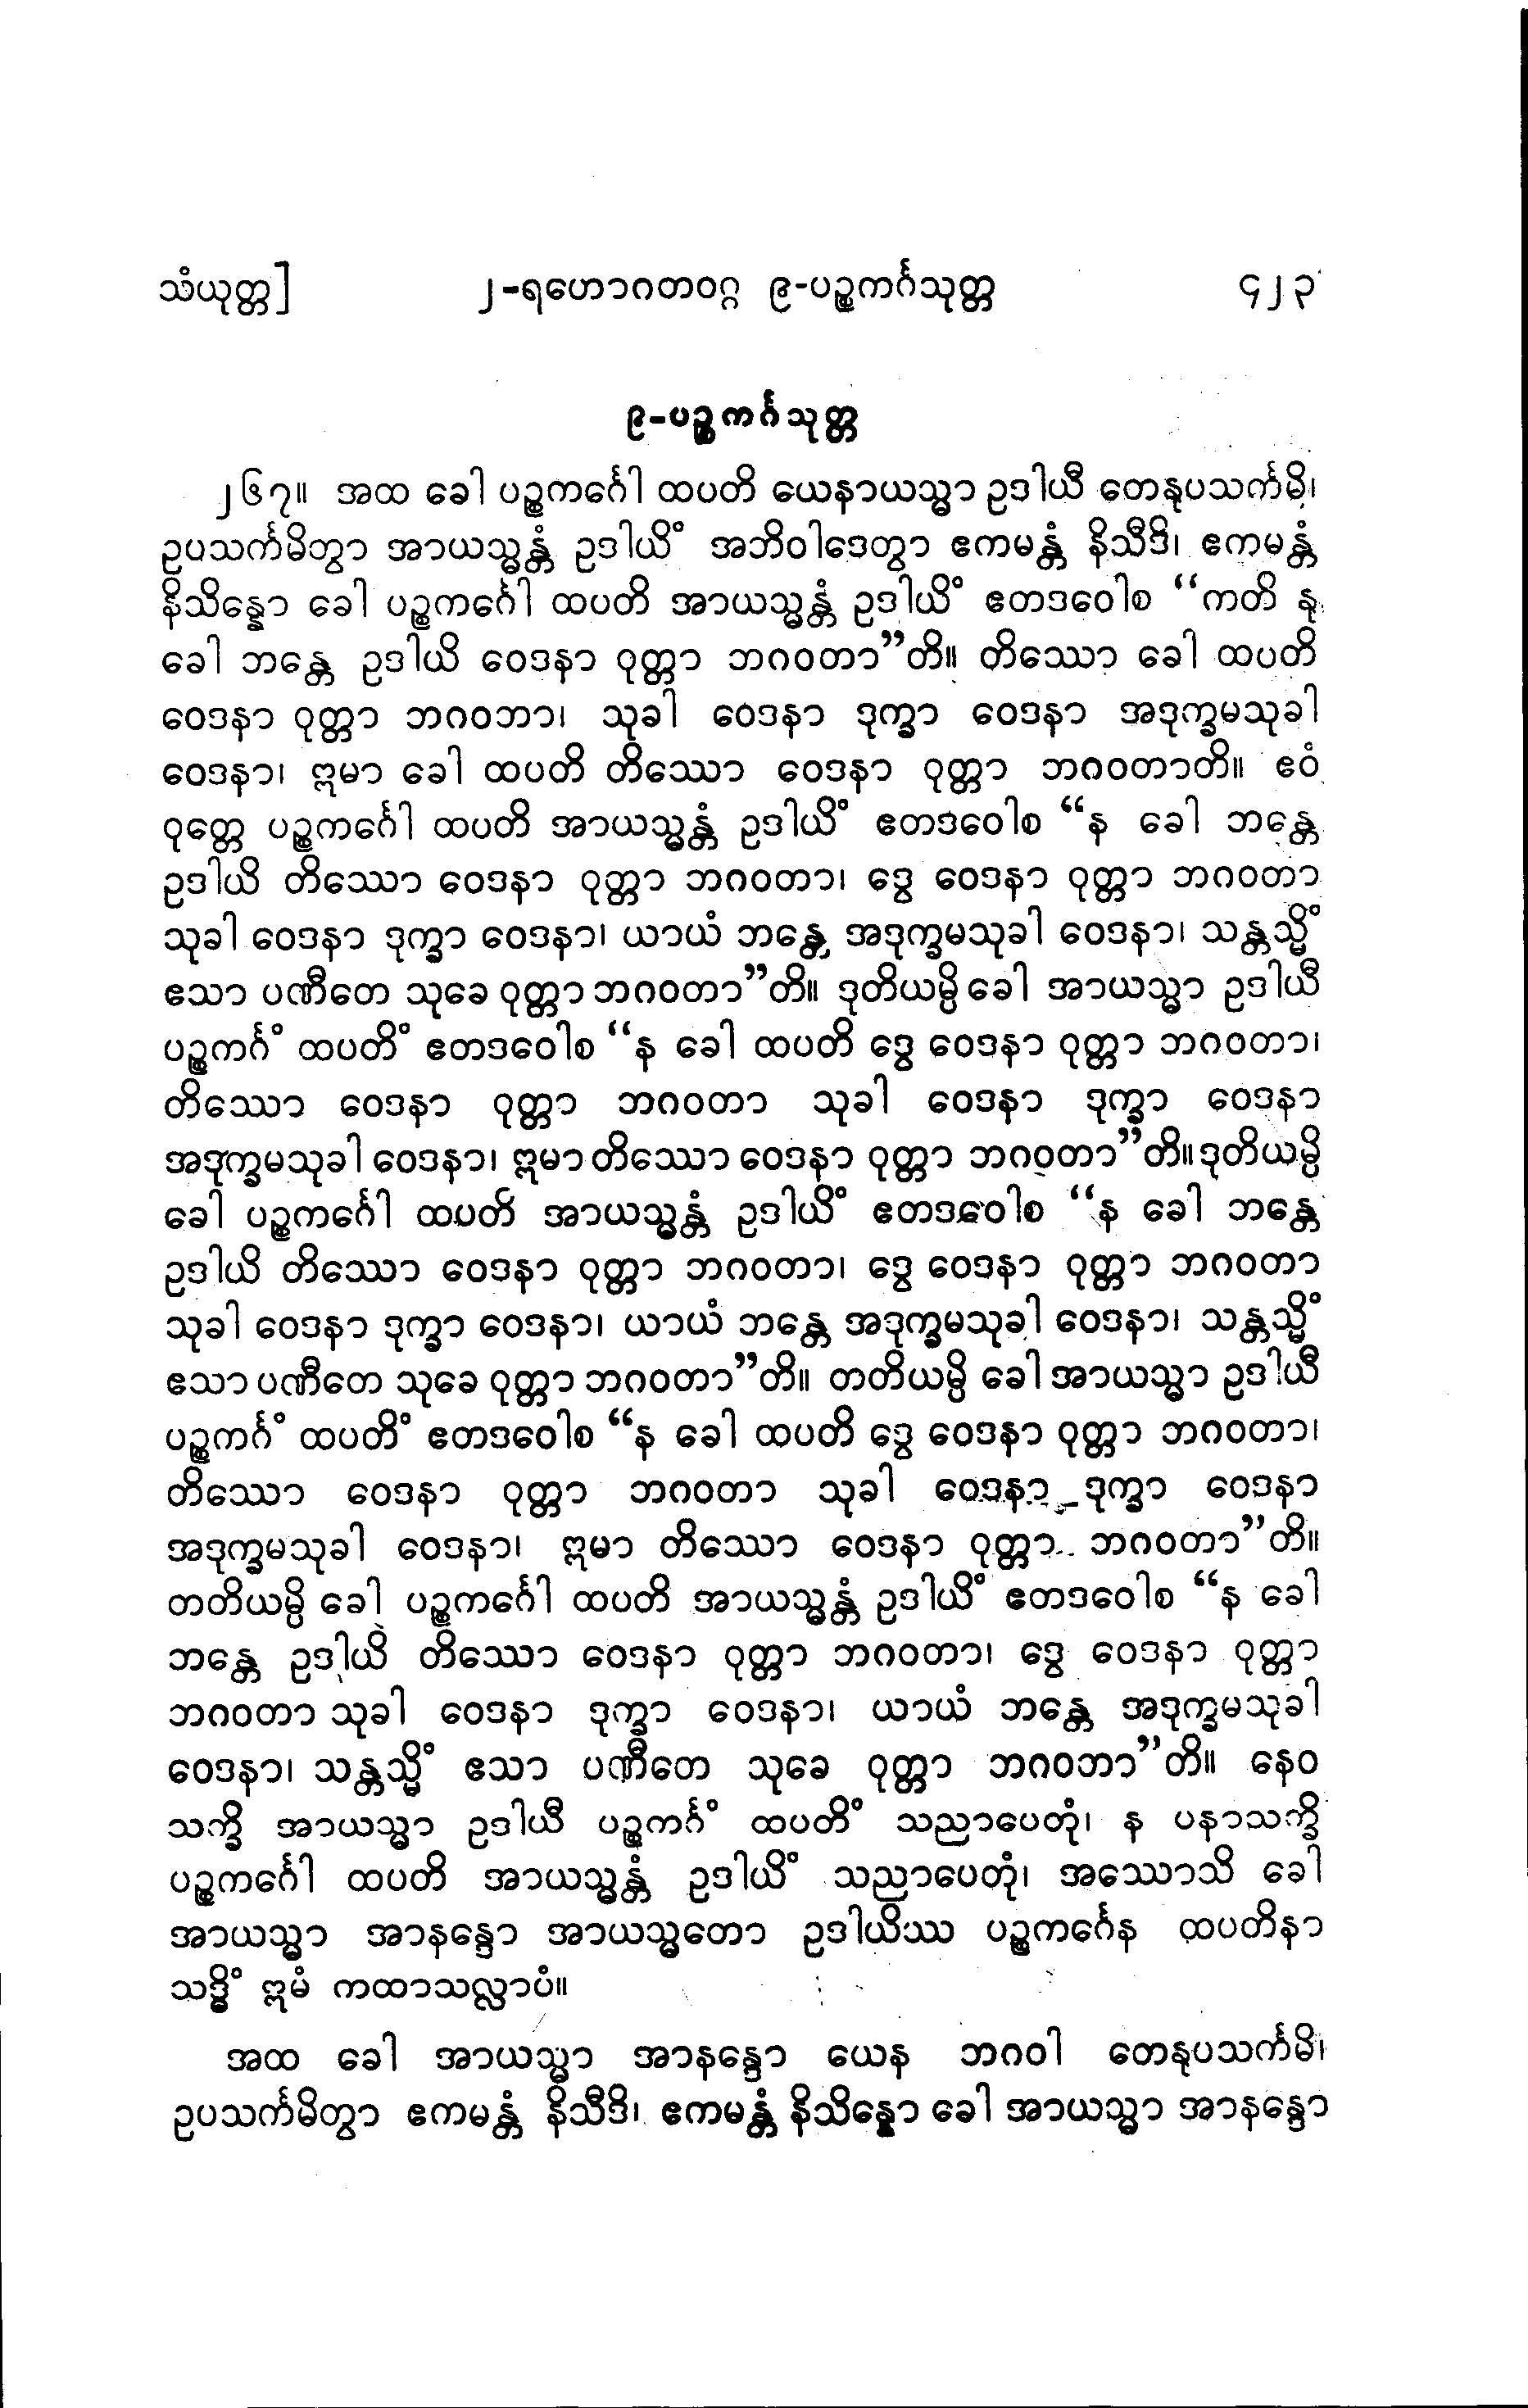 သံယုတ္တ] ၂-ရဟောဂတဝဂ္ဂ ၉-ပဉ္စကင်္ဂသုတ္တ ၄၂၃
၉-ပဉ္စကင်္ဂသုတ္တ
၂၆၇။ အထ ခေါ ပဉ္စကင်္ဂေါ ထပတိ ယေနာယသ္မာ ဥဒါယီ တေနုပသင်္ကမိ၊
ဥပသင်္ကမိတွာ အာယသ္မန္တံ ဥဒါယိံ အဘိဝါဒေတွာ ဧကမန္တံ နိသီဒိ၊ ဧကမန္တံ
နိသိန္နော ခေါ ပဉ္စကင်္ဂေါ ထပတိ အာယသ္မန္တံ ဥဒါယိံ ဧတဒဝေါစ “ကတိ နု
ခေါ ဘန္တေ ဥဒါယိ ဝေဒနာ ဝုတ္တာ ဘဂဝတာ”တိ။ တိဿော ခေါ ထပတိ
ဝေဒနာ ဝုတ္တာ ဘဂဝဘာ၊ သုခါ ဝေဒနာ ဒုက္ခာ ဝေဒနာ အဒုက္ခမသုခါ
ဝေဒနာ၊ ဣမာ ခေါ ထပတိ တိဿော ဝေဒနာ ဝုတ္တာ ဘဂဝတာတိ။ ဧဝံ
ဝုတ္တေ ပဉ္စကင်္ဂေါ ထပတိ အာယသ္မန္တံ ဥဒါယိံ ဧတဒဝေါစ “န ခေါ ဘန္တေ
ဥဒါယိ တိဿော ဝေဒနာ ဝုတ္တာ ဘဂဝတာ၊ ဒွေ ဝေဒနာ ဝုတ္တာ ဘဂဝတာ
သုခါ ဝေဒနာ ဒုက္ခာ ဝေဒနာ၊ ယာယံ ဘန္တေ အဒုက္ခမသုခါ ဝေဒနာ၊ သန္တသ္မိံ
ဧသာ ပဏီတေ သုခေ ဝုတ္တာ ဘဂဝတာ”တိ။ ဒုတိယမ္ပိ ခေါ အာယသ္မာ ဥဒါယီ
ပဉ္စကင်္ဂံ ထပတိံ ဧတဒဝေါစ “န ခေါ ထပတိ ဒွေ ဝေဒနာ ဝုတ္တာ ဘဂဝတာ၊
တိဿော ဝေဒနာ ဝုတ္တာ ဘဂဝတာ သုခါ ဝေဒနာ ဒုက္ခာ ဝေဒနာ
အဒုက္ခမသုခါ ဝေဒနာ၊ ဣမာ တိဿော ဝေဒနာ ဝုတ္တာ ဘဂဝတာ”တိ။ ဒုတိယမ္ပိ
ခေါ ပဉ္စကင်္ဂေါ ထပတိ အာယသ္မန္တံ ဥဒါယိံ ဧတဒဝေါစ “န ခေါ ဘန္တေ
ဥဒါယိ တိဿော ဝေဒနာ ဝုတ္တာ ဘဂဝတာ၊ ဒွေ ဝေဒနာ ဝုတ္တာ ဘဂဝတာ
သုခါ ဝေဒနာ ဒုက္ခာ ဝေဒနာ၊ ယာယံ ဘန္တေ အဒုက္ခမသုခါ ဝေဒနာ၊ သန္တသ္မိံ
ဧသာ ပဏီတေ သုခေ ဝုတ္တာ ဘဂဝတာ”တိ။ တတိယမ္ပိ ခေါ အာယသ္မာ ဥဒါယီ
ပဉ္စကင်္ဂံ ထပတိံ ဧတဒဝေါစ “န ခေါ ထပတိ ဒွေ ဝေဒနာ ဝုတ္တာ ဘဂဝတာ၊
တိဿော ဝေဒနာ ဝုတ္တာ ဘဂဝတာ သုခါ ဝေဒနာ ဒုက္ခာ ဝေဒနာ
အဒုက္ခမသုခါ ဝေဒနာ၊ ဣမာ တိဿော ဝေဒနာ ဝုတ္တာ ဘဂဝတာ”တိ။
တတိယမ္ပိ ခေါ ပဉ္စကင်္ဂေါ ထပတိ အာယသ္မန္တံ ဥဒါယိံ ဧတဒဝေါစ “န ခေါ
ဘန္တေ ဥဒါယိ တိဿော ဝေဒနာ ဝုတ္တာ ဘဂဝတာ၊ ဒွေ ဝေဒနာ ဝုတ္တာ
ဘဂဝတာ သုခါ ဝေဒနာ ဒုက္ခာ ဝေဒနာ၊ ယာယံ ဘန္တေ အဒုက္ခမသုခါ
ဝေဒနာ၊ သန္တသ္မိံ ဧသာ ပဏီတေ သုခေ ဝုတ္တာ ဘဂဝဘာ”တိ။ နေဝ
သက္ခိ အာယသ္မာ ဥဒါယီ ပဉ္စကင်္ဂံ ထပတိံ သညာပေတုံ၊ န ပနာသက္ခိ
ပဉ္စကင်္ဂေါ ထပတိ အာယသ္မန္တံ ဥဒါယိံ သညာပေတုံ၊ အဿောသိ ခေါ
အာယသ္မာ အာနန္ဒော အာယသ္မတော ဥဒါယိဿ ပဉ္စကင်္ဂေန ထပတိနာ
သဒ္ဓိံ ဣမံ ကထာသလ္လာပံ။
အထ ခေါ အာယသ္မာ အာနန္ဒော ယေန ဘဂဝါ တေနုပသင်္ကမိ၊
ဥပသင်္ကမိတွာ ဧကမန္တံ နိသီဒိ၊ ဧကမန္တံ နိသိန္နော ခေါ အာယသ္မာ အာနန္ဒော